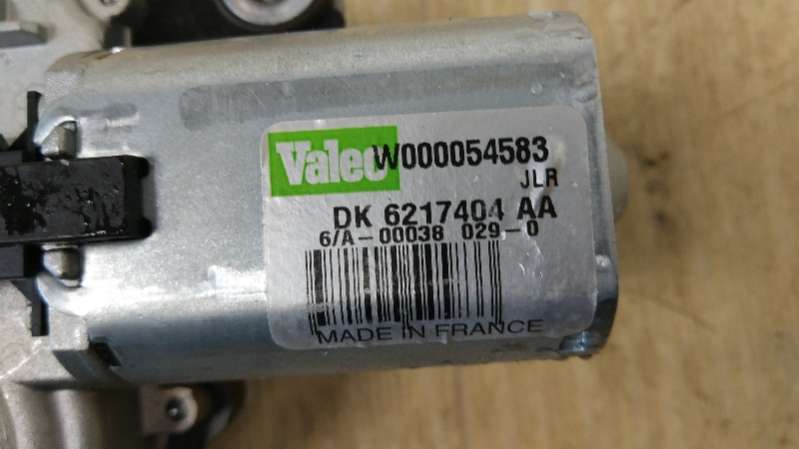 Valeo W000054583
JLR
DK 6217404 AA
6/A-00038 029-0
MADE IN FRANCE